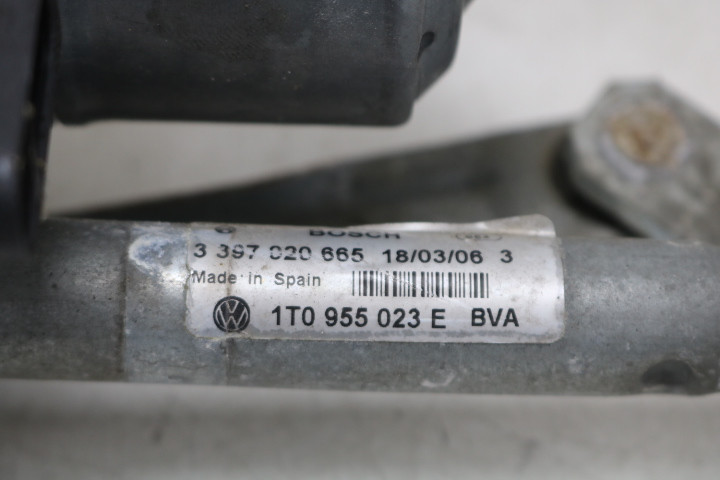 BOSCH
3 397 020 665 18/03/06 3
Made in Spain
1T0 955 023 E BVA